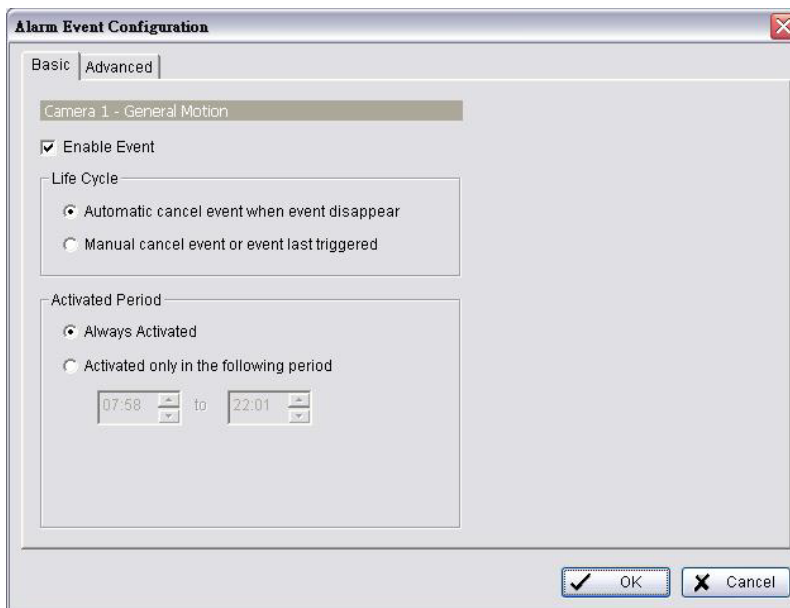 Alarm Event Configuration
Basic Advanced
Camera 1 - General Motion
Enable Event
Life Cycle
Automatic cancel event when event disappear
Manual cancel event or event last triggered
Activated Period
Always Activated
Activated only in the following period
07:58 to 22:01
OK Cancel